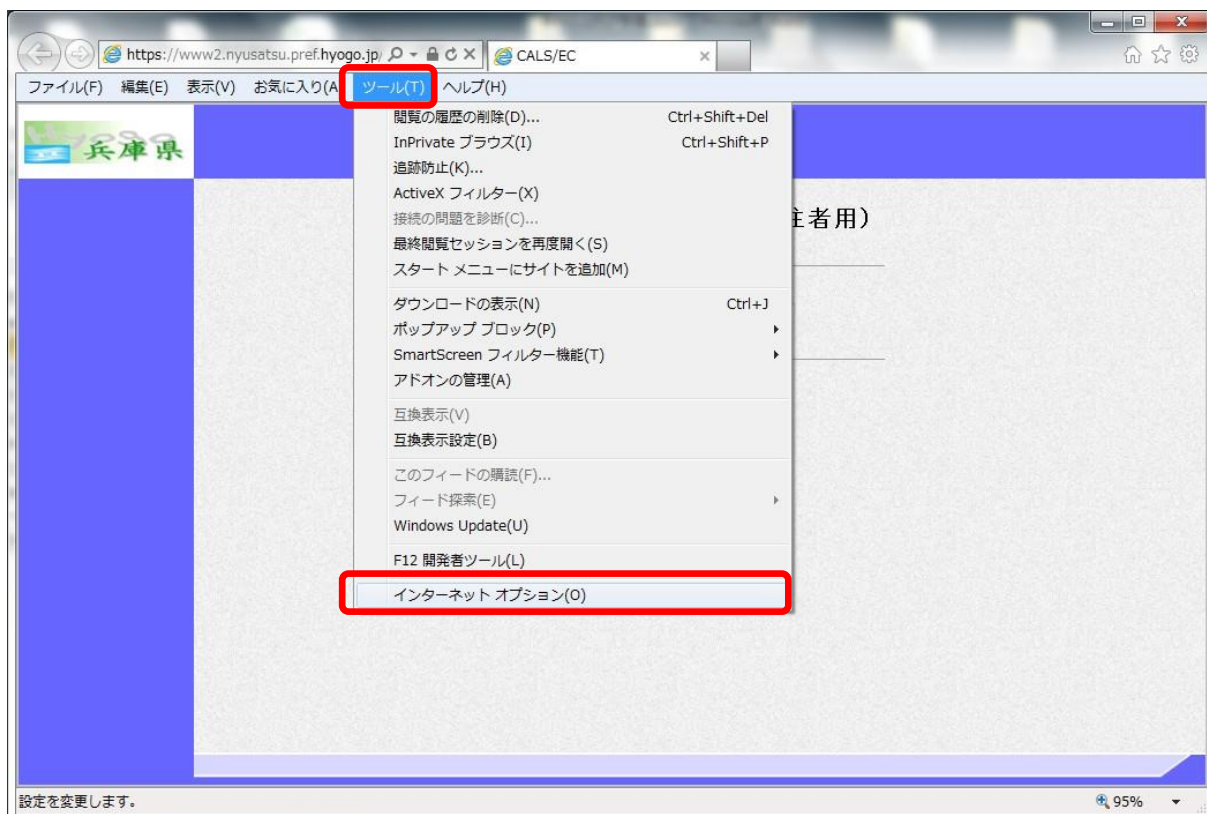 https://www2.nyusatsu.pref.hyogo.jp/
CALS/EC
ファイル(F) 編集(E) 表示(V) お気に入り(A ツール(T) ヘルプ(H)
閲覧の履歴の削除(D)... Ctrl+Shift+Del
InPrivate ブラウズ(I) Ctrl+Shift+P
追跡防止(K)...
ActiveX フィルター(X)
接続の問題を診断(C)...
最終閲覧セッションを再度開く(S)
スタート メニューにサイトを追加(M)
ダウンロードの表示(N) Ctrl+J
ポップアップ ブロック(P)
SmartScreen フィルター機能(T)
アドオンの管理(A)
互換表示(V)
互換表示設定(B)
このフィードの購読(F)...
フィード探索(E)
Windows Update(U)
F12 開発者ツール(L)
インターネット オプション(O)
兵庫県
注者用）
設定を変更します。
95%